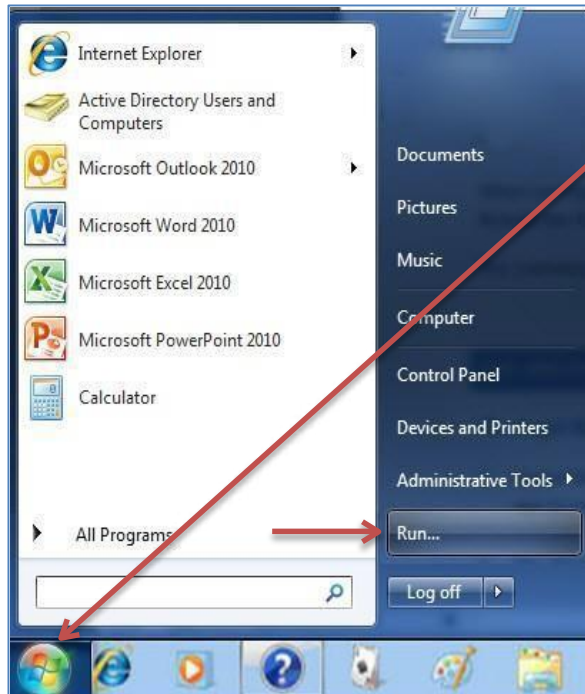 Internet Explorer
Active Directory Users and
Computers
Microsoft Outlook 2010
Microsoft Word 2010
Microsoft Excel 2010
Microsoft PowerPoint 2010
Calculator
All Programs
Documents
Pictures
Music
Computer
Control Panel
Devices and Printers
Administrative Tools
Run...
Log off